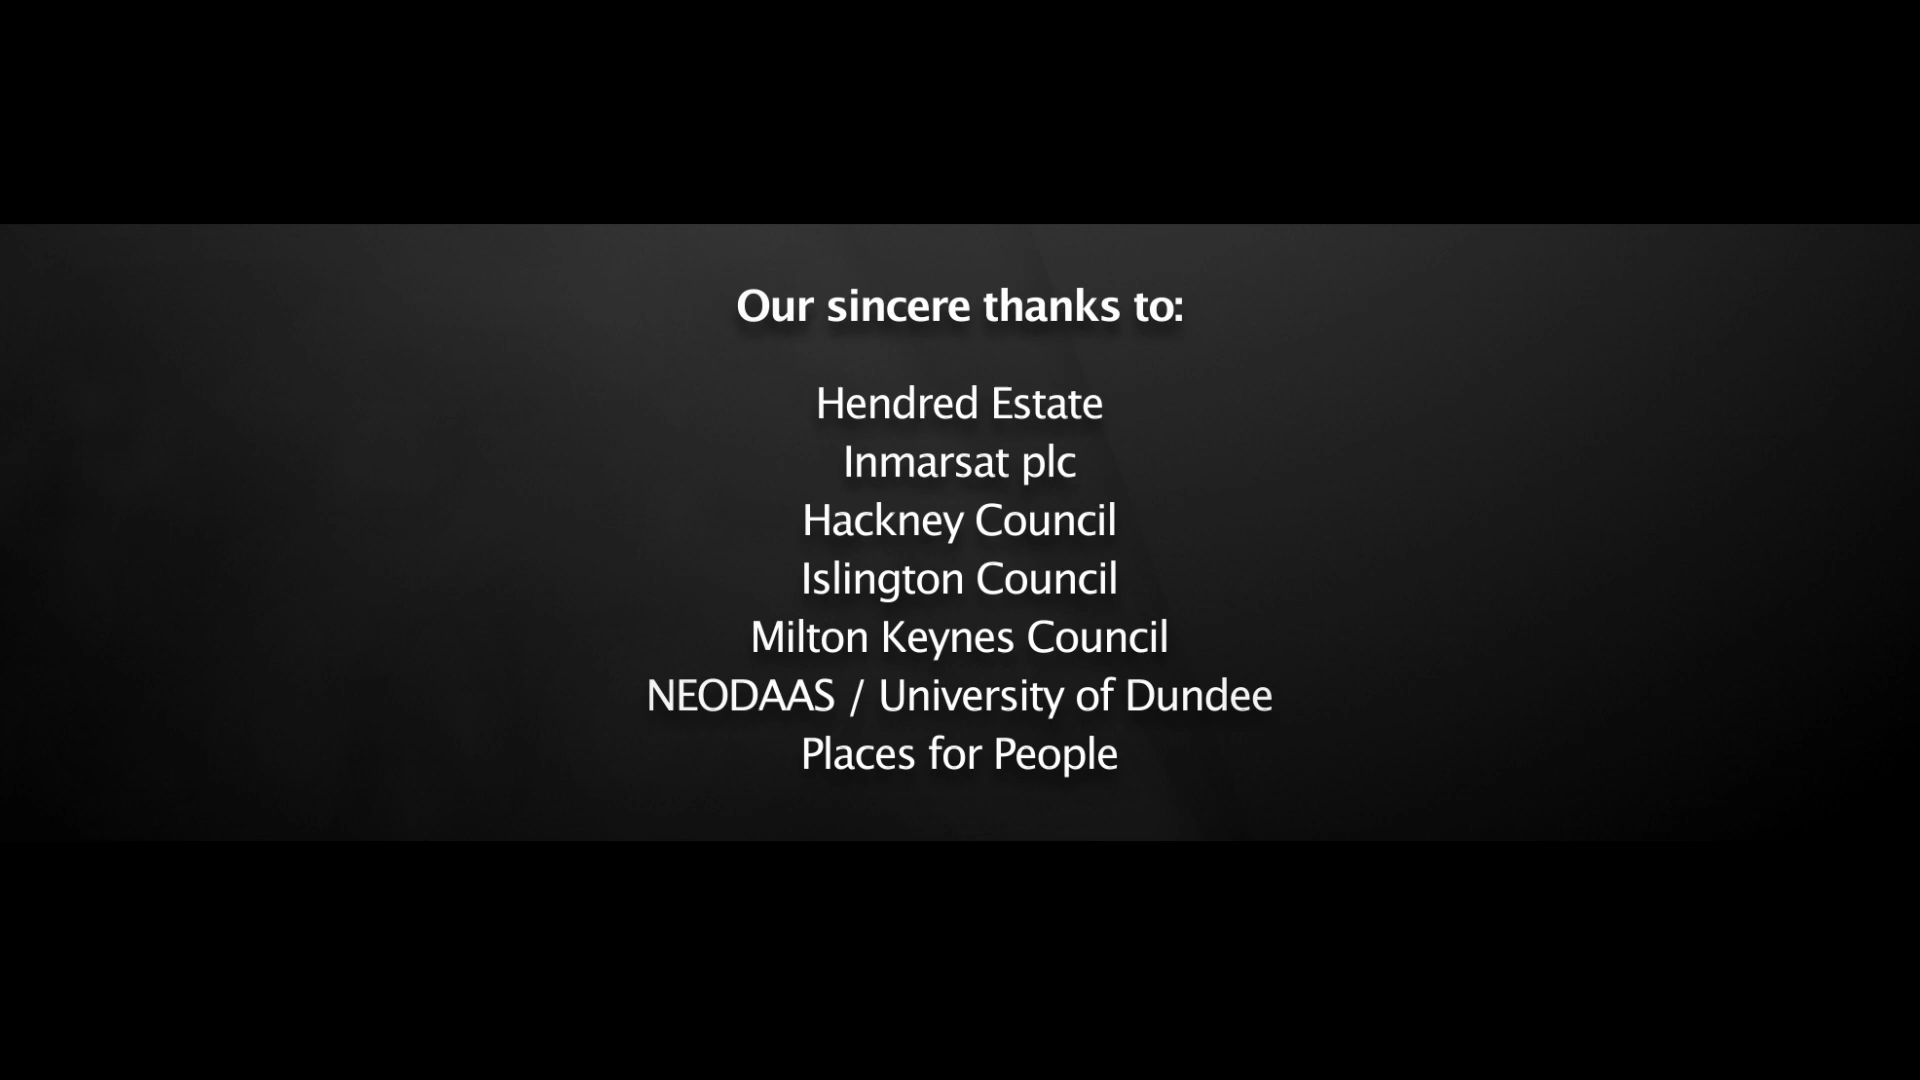 Our sincere thanks to:
Hendred Estate
Inmarsat plc
Hackney Council
Islington Council
Milton Keynes Council
NEODAAS / University of Dundee
Places for People